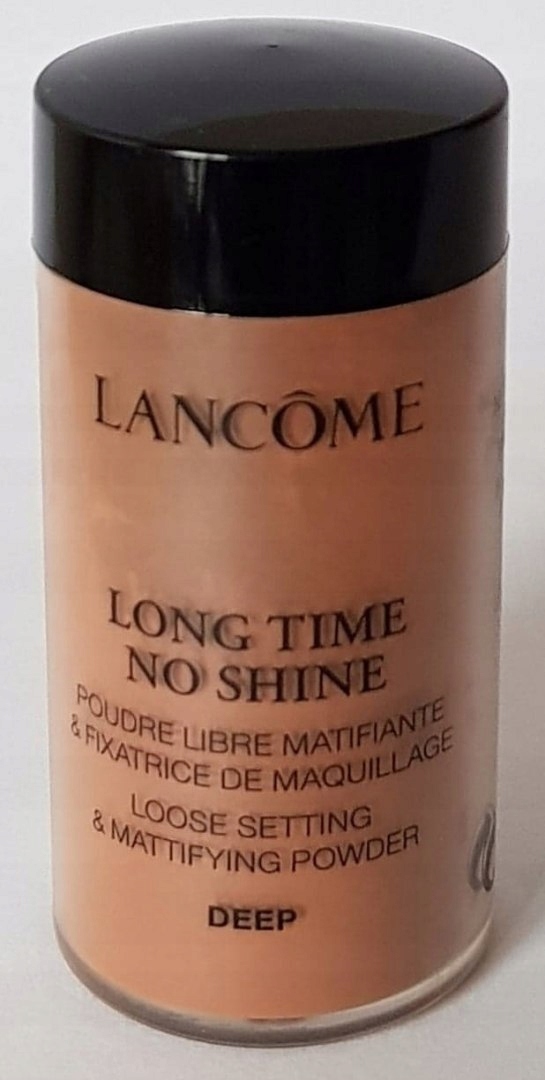 LANCÔME
LONG TIME
NO SHINE
POUDRE LIBRE MATIFIANTE
& FIXATRICE DE MAQUILLAGE
LOOSE SETTING
& MATTIFYING POWDER
DEEP